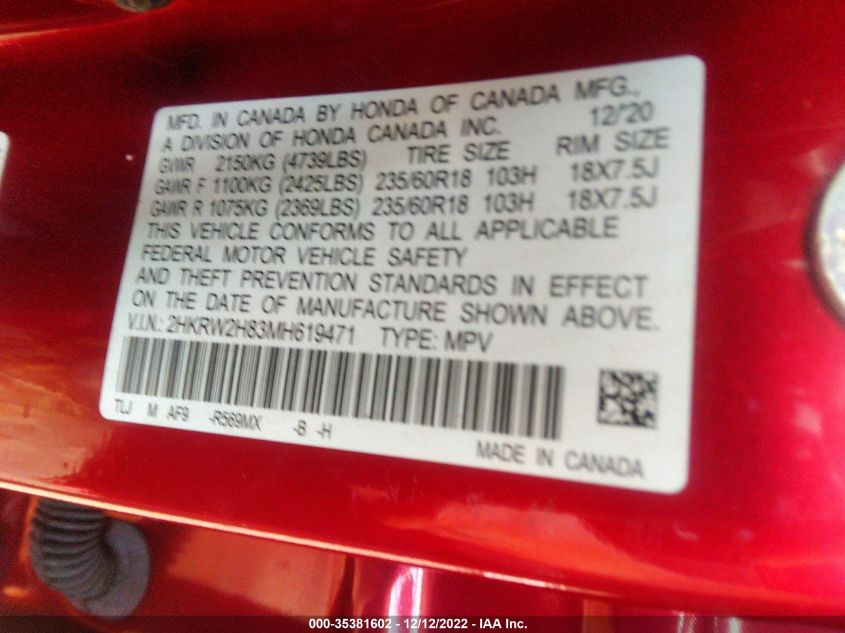 MFD. IN CANADA BY HONDA OF CANADA MFG.,
A DIVISION OF HONDA CANADA INC. 12/'20
GVWR 2150KG (4739LBS) TIRE SIZE RIM SIZE
GAWR F 1100KG (2425LBS) 235/60R18 103H 18X7.5J
GAWR R 1075KG (2369LBS) 235/60R18 103H 18X7.5J
THIS VEHICLE CONFORMS TO ALL APPLICABLE
FEDERAL MOTOR VEHICLE SAFETY
AND THEFT PREVENTION STANDARDS IN EFFECT
ON THE DATE OF MANUFACTURE SHOWN ABOVE.
V.I.N.: 2HKRW2H83MH619471 TYPE: MPV
TLJ M AF9 -R569MX -B -H
MADE IN CANADA
000-35381602 - 12/12/2022 - IAA Inc.